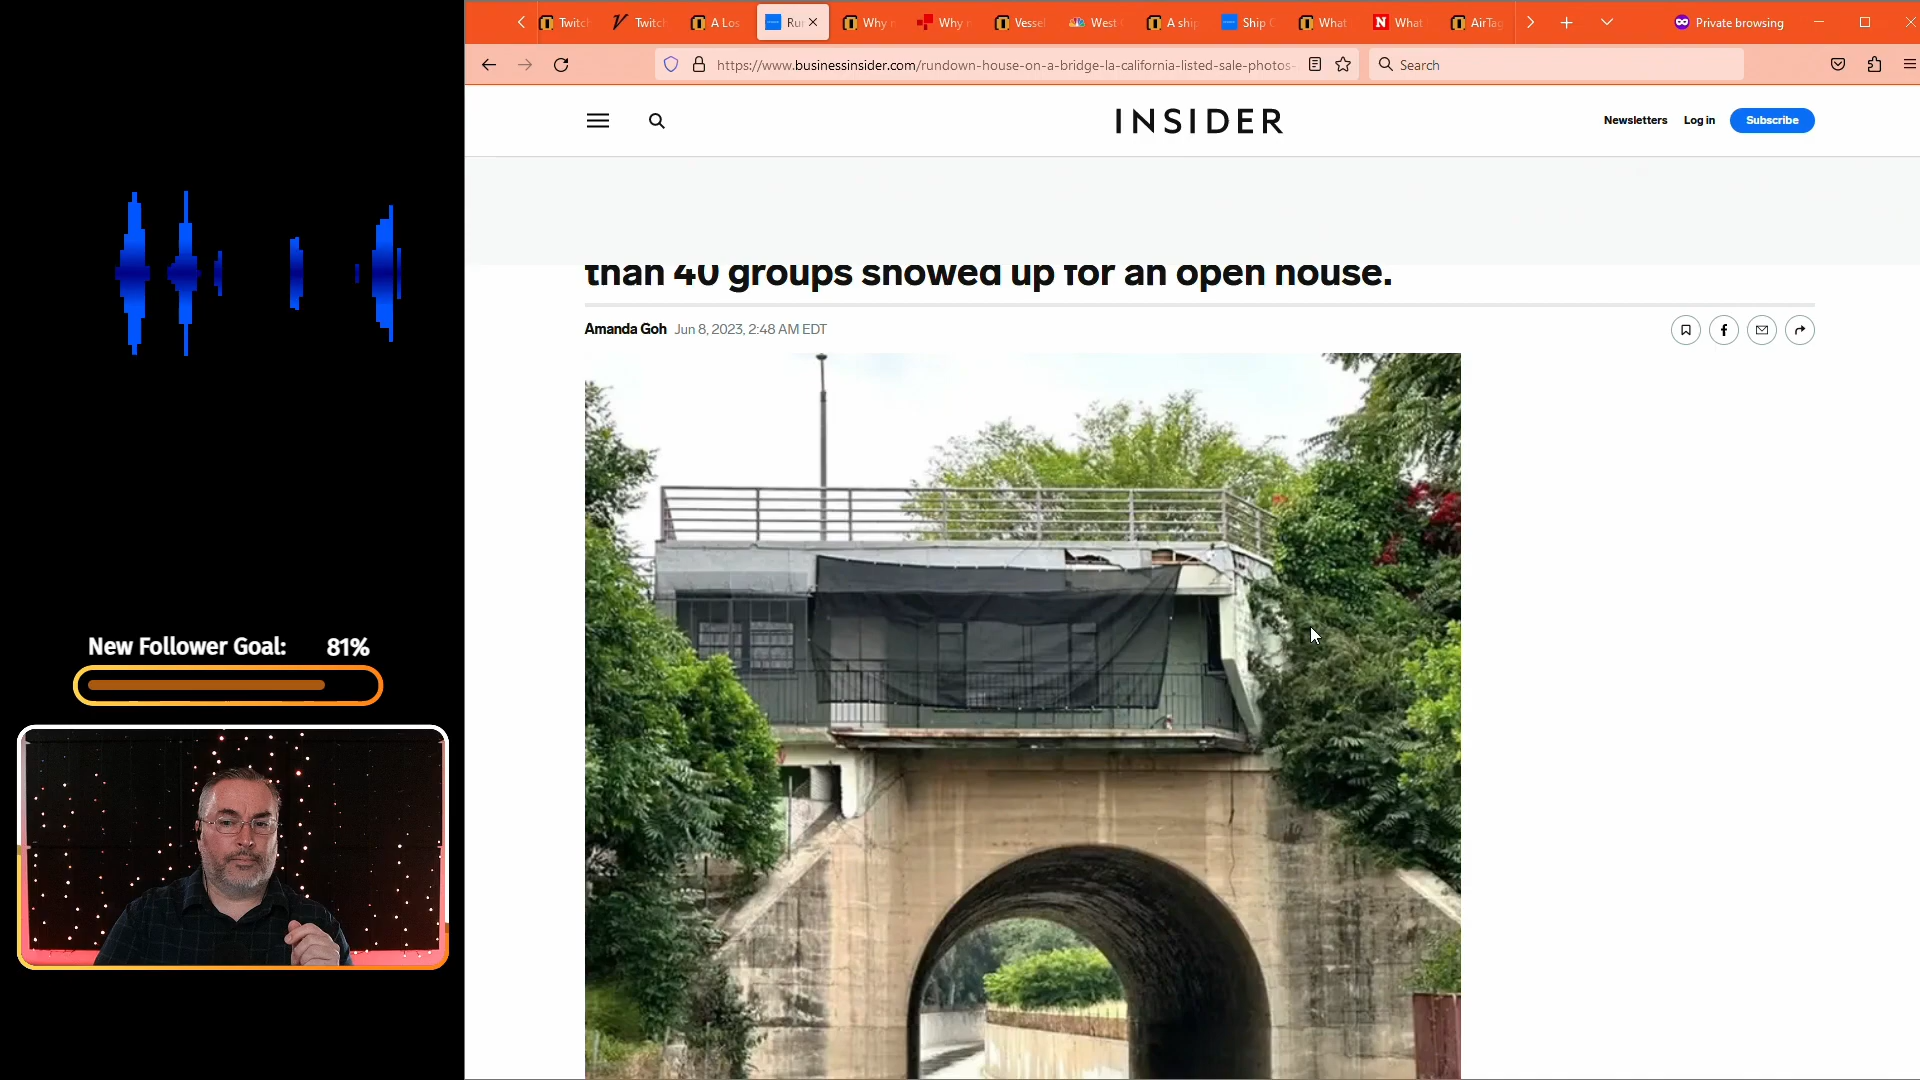 Twitch
Twitch
A Los
Ru
Why
Why
Vessel
West
A ship
Ship
What
What
AirTag
Private browsing
https://www.businessinsider.com/rundown-house-on-a-bridge-la-california-listed-sale-photos-
Search
INSIDER
Newsletters
Log in
Subscribe
than 40 groups showed up for an open house.
Amanda Goh Jun 8, 2023, 2:48 AM EDT
New Follower Goal: 81%